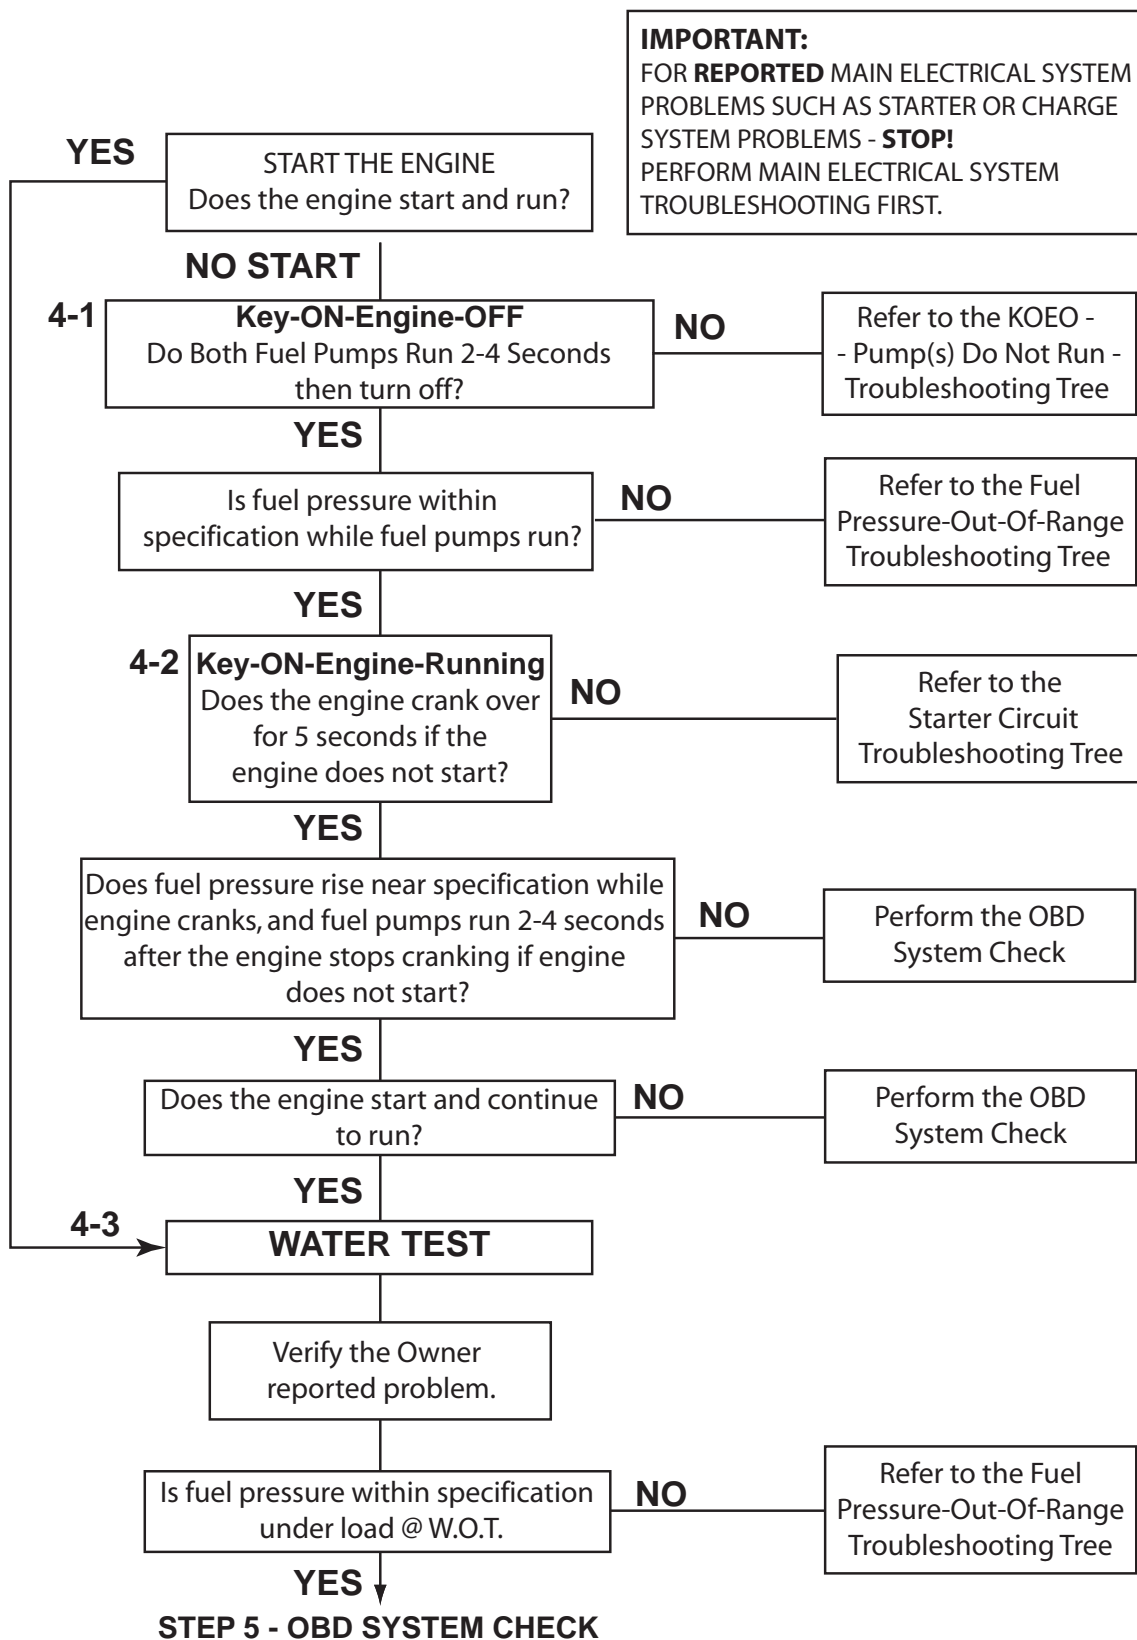 IMPORTANT:
FOR REPORTED MAIN ELECTRICAL SYSTEM
PROBLEMS SUCH AS STARTER OR CHARGE
SYSTEM PROBLEMS - STOP!
PERFORM MAIN ELECTRICAL SYSTEM
TROUBLESHOOTING FIRST.
YES
START THE ENGINE
Does the engine start and run?
NO START
4-1
Key-ON-Engine-OFF
Do Both Fuel Pumps Run 2-4 Seconds
then turn off?
NO
Refer to the KOEO -
- Pump(s) Do Not Run -
Troubleshooting Tree
YES
Is fuel pressure within
specification while fuel pumps run?
NO
Refer to the Fuel
Pressure-Out-Of-Range
Troubleshooting Tree
YES
4-2
Key-ON-Engine-Running
Does the engine crank over
for 5 seconds if the
engine does not start?
NO
Refer to the
Starter Circuit
Troubleshooting Tree
YES
Does fuel pressure rise near specification while
engine cranks, and fuel pumps run 2-4 seconds
after the engine stops cranking if engine
does not start?
NO
Perform the OBD
System Check
YES
Does the engine start and continue
to run?
NO
Perform the OBD
System Check
YES
4-3
WATER TEST
Verify the Owner
reported problem.
Is fuel pressure within specification
under load @ W.O.T.
NO
Refer to the Fuel
Pressure-Out-Of-Range
Troubleshooting Tree
YES
STEP 5 - OBD SYSTEM CHECK